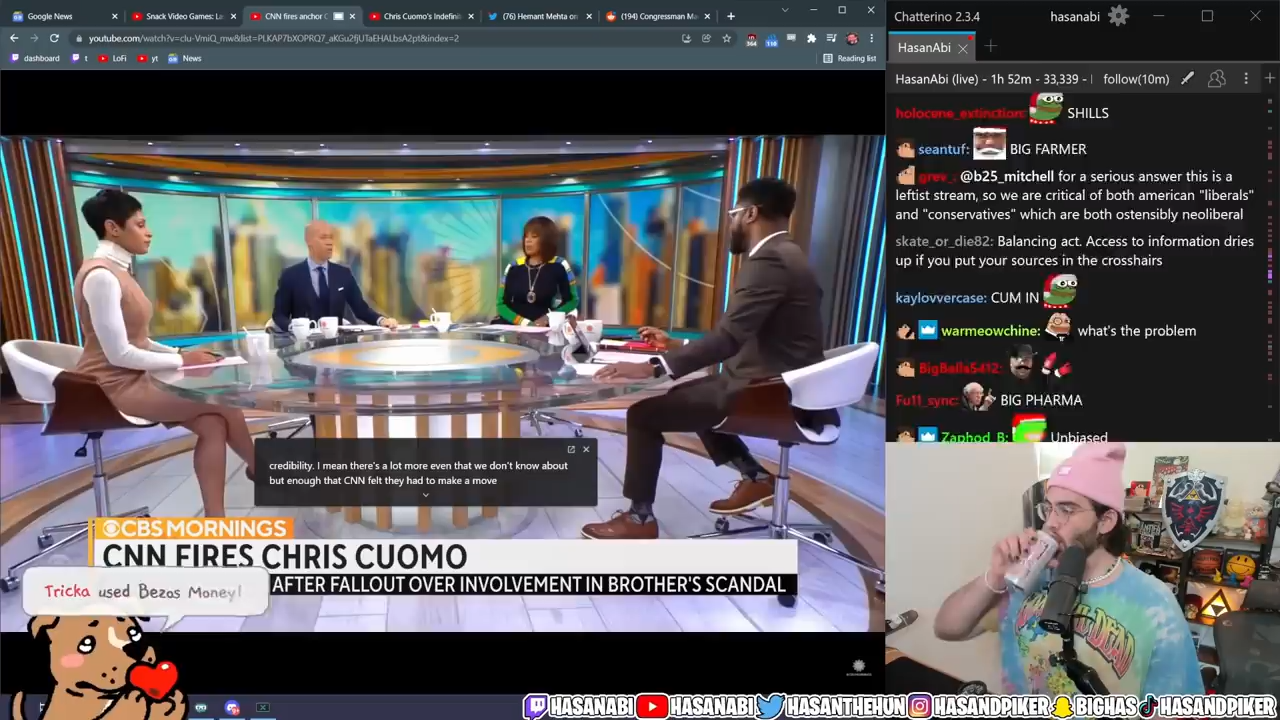 Google News
Snack Video Games: La
CNN fires anchor C
Chris Cuomo's Indefinit
(76) Hemant Mehta on
(194) Congressman Ma
youtube.com/watch?v=clu-VmiQ_mw&list=PLKAP7bXOPRQ7_aKGu2fjUTaEHALbsA2pt&index=2
dashboard
t
LoFi
yt
News
Reading list
credibility. I mean there's a lot more even that we don't know about
but enough that CNN felt they had to make a move
CBS MORNINGS
CNN FIRES CHRIS CUOMO
AFTER FALLOUT OVER INVOLVEMENT IN BROTHER'S SCANDAL
Tricka used Bezos Money!
Chatterino 2.3.4
hasanabi
HasanAbi
HasanAbi (live) - 1h 52m - 33,339 -
follow(10m)
holocene_extinction: SHILLS
seantuf: BIG FARMER
grev_: @b25_mitchell for a serious answer this is a
leftist stream, so we are critical of both american "liberals"
and "conservatives" which are both ostensibly neoliberal
skate_or_die82: Balancing act. Access to information dries
up if you put your sources in the crosshairs
kaylovvercase: CUM IN
warmeowchine: what's the problem
BigBalla5412:
Fu11_sync: BIG PHARMA
Zaphod_B: Unbiased
HASANABI HASANABI HASANTHEHUN HASANDPIKER BIGHAS HASANDPIKER